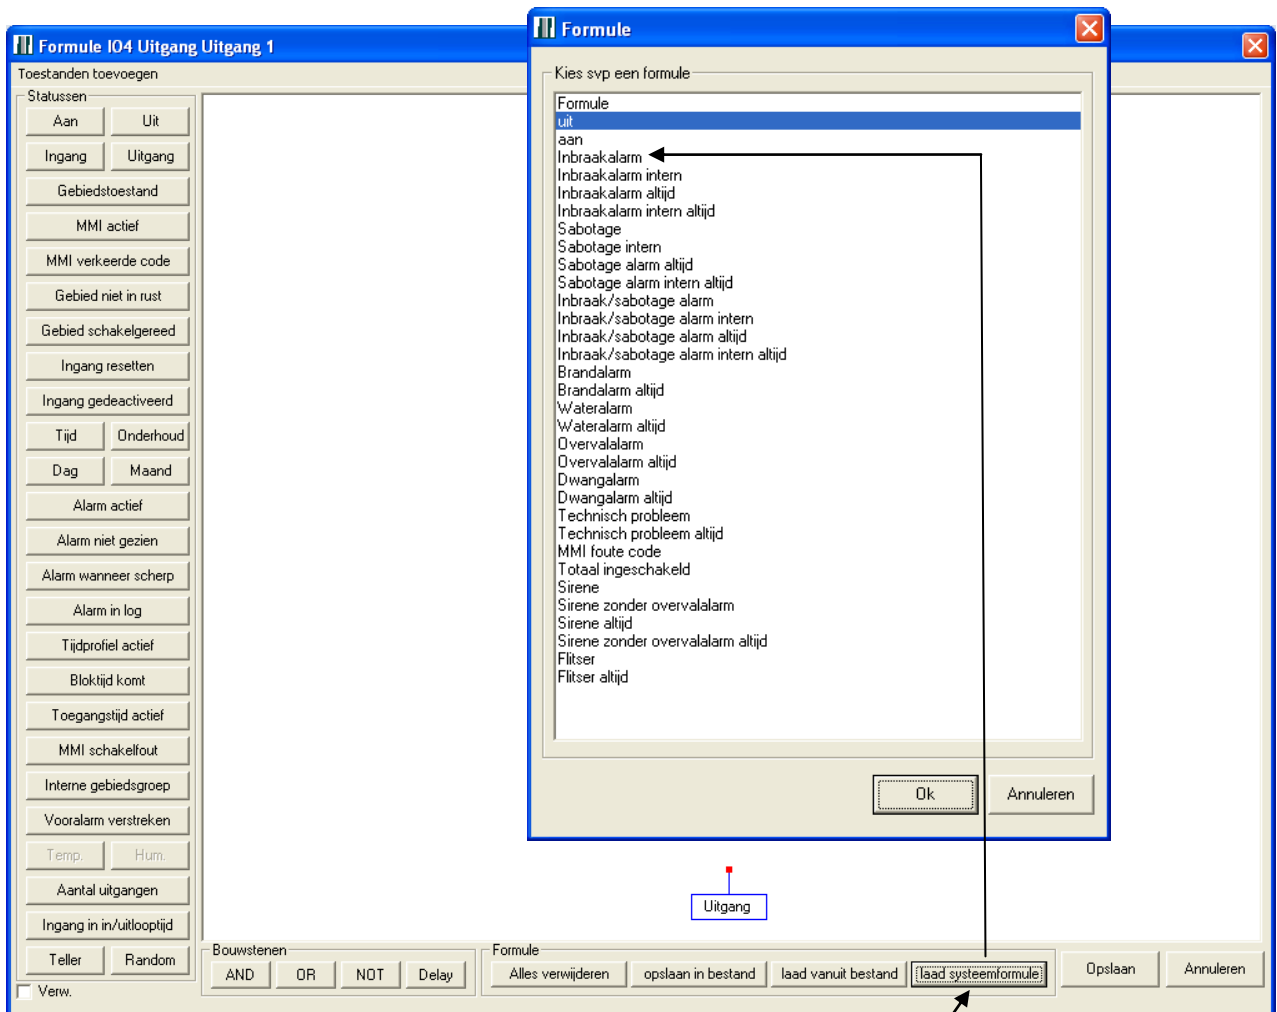 Formule IO4 Uitgang Uitgang 1
Toestanden toevoegen
Statussen
Aan Uit
Ingang Uitgang
Gebiedstoestand
MMI actief
MMI verkeerde code
Gebied niet in rust
Gebied schakelgereed
Ingang resetten
Ingang gedeactiveerd
Tijd Onderhoud
Dag Maand
Alarm actief
Alarm niet gezien
Alarm wanneer scherp
Alarm in log
Tijdprofiel actief
Bloktijd komt
Toegangstijd actief
MMI schakelfout
Interne gebiedsgroep
Vooralarm verstreken
Temp. Hum.
Aantal uitgangen
Ingang in in/uitlooptijd
Teller Random
Verw.
Formule
Kies svp een formule
Formule
uit
aan
Inbraakalarm
Inbraakalarm intern
Inbraakalarm altijd
Inbraakalarm intern altijd
Sabotage
Sabotage intern
Sabotage alarm altijd
Sabotage alarm intern altijd
Inbraak/sabotage alarm
Inbraak/sabotage alarm intern
Inbraak/sabotage alarm altijd
Inbraak/sabotage alarm intern altijd
Brandalarm
Brandalarm altijd
Wateralarm
Wateralarm altijd
Overvalalarm
Overvalalarm altijd
Dwangalarm
Dwangalarm altijd
Technisch probleem
Technisch probleem altijd
MMI foute code
Totaal ingeschakeld
Sirene
Sirene zonder overvalalarm
Sirene altijd
Sirene zonder overvalalarm altijd
Flitser
Flitser altijd
Ok Annuleren
Uitgang
Bouwstenen
AND OR NOT Delay
Formule
Alles verwijderen opslaan in bestand laad vanuit bestand laad systeemformule
Opslaan Annuleren